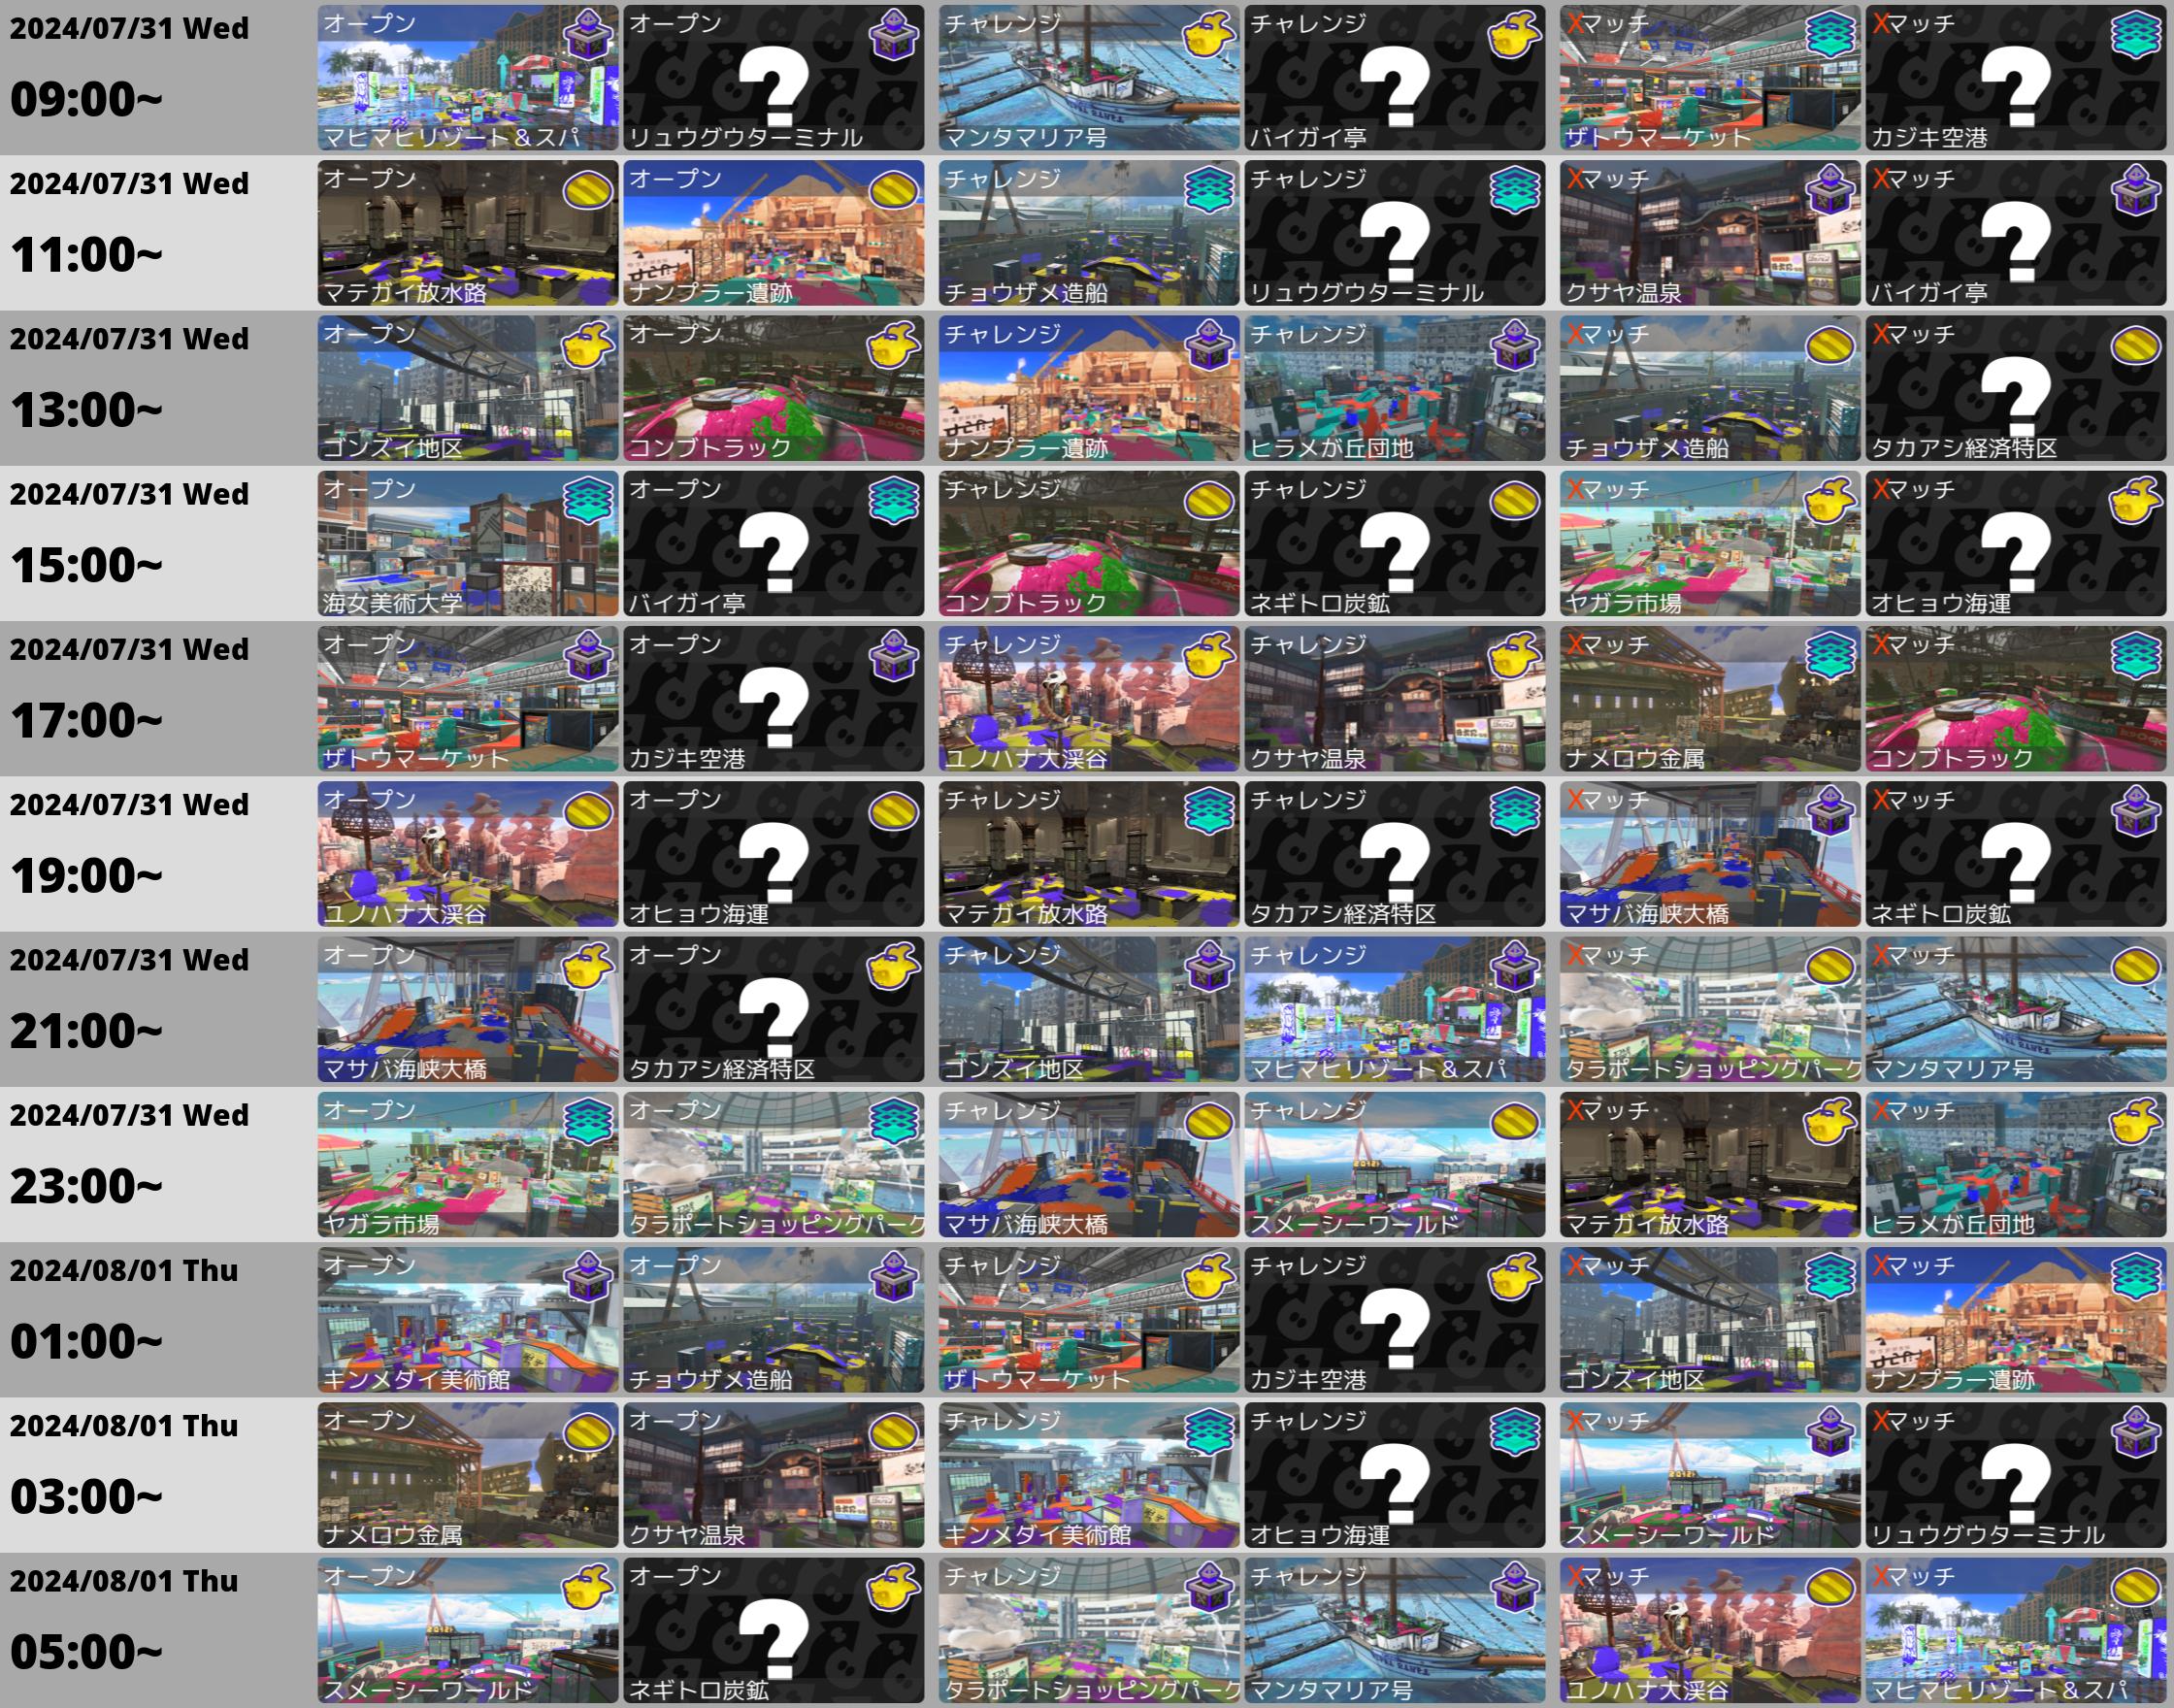 2024/07/31 Wed
09:00~
オープン
マヒマヒリゾート＆スパ
オープン
リュウグウターミナル
チャレンジ
マンタマリア号
チャレンジ
バイガイ亭
Xマッチ
ザトウマーケット
Xマッチ
カジキ空港
2024/07/31 Wed
11:00~
オープン
マテガイ放水路
オープン
ナンプラー遺跡
チャレンジ
チョウザメ造船
チャレンジ
リュウグウターミナル
Xマッチ
クサヤ温泉
Xマッチ
バイガイ亭
2024/07/31 Wed
13:00~
オープン
ゴンズイ地区
オープン
コンブトラック
チャレンジ
ナンプラー遺跡
チャレンジ
ヒラメが丘団地
Xマッチ
チョウザメ造船
Xマッチ
タカアシ経済特区
2024/07/31 Wed
15:00~
オープン
海女美術大学
オープン
バイガイ亭
チャレンジ
コンブトラック
チャレンジ
ネギトロ炭鉱
Xマッチ
ヤガラ市場
Xマッチ
オヒョウ海運
2024/07/31 Wed
17:00~
オープン
ザトウマーケット
オープン
カジキ空港
チャレンジ
ユノハナ大渓谷
チャレンジ
クサヤ温泉
Xマッチ
ナメロウ金属
Xマッチ
コンブトラック
2024/07/31 Wed
19:00~
オープン
ユノハナ大渓谷
オープン
オヒョウ海運
チャレンジ
マテガイ放水路
チャレンジ
タカアシ経済特区
Xマッチ
マサバ海峡大橋
Xマッチ
ネギトロ炭鉱
2024/07/31 Wed
21:00~
オープン
マサバ海峡大橋
オープン
タカアシ経済特区
チャレンジ
ゴンズイ地区
チャレンジ
マヒマヒリゾート＆スパ
Xマッチ
タラポートショッピングパーク
Xマッチ
マンタマリア号
2024/07/31 Wed
23:00~
オープン
ヤガラ市場
オープン
タラポートショッピングパーク
チャレンジ
マサバ海峡大橋
チャレンジ
スメーシーワールド
Xマッチ
マテガイ放水路
Xマッチ
ヒラメが丘団地
2024/08/01 Thu
01:00~
オープン
キンメダイ美術館
オープン
チョウザメ造船
チャレンジ
ザトウマーケット
チャレンジ
カジキ空港
Xマッチ
ゴンズイ地区
Xマッチ
ナンプラー遺跡
2024/08/01 Thu
03:00~
オープン
ナメロウ金属
オープン
クサヤ温泉
チャレンジ
キンメダイ美術館
チャレンジ
オヒョウ海運
Xマッチ
スメーシーワールド
Xマッチ
リュウグウターミナル
2024/08/01 Thu
05:00~
オープン
スメーシーワールド
オープン
ネギトロ炭鉱
チャレンジ
タラポートショッピングパーク
チャレンジ
マンタマリア号
Xマッチ
ユノハナ大渓谷
Xマッチ
マヒマヒリゾート＆スパ